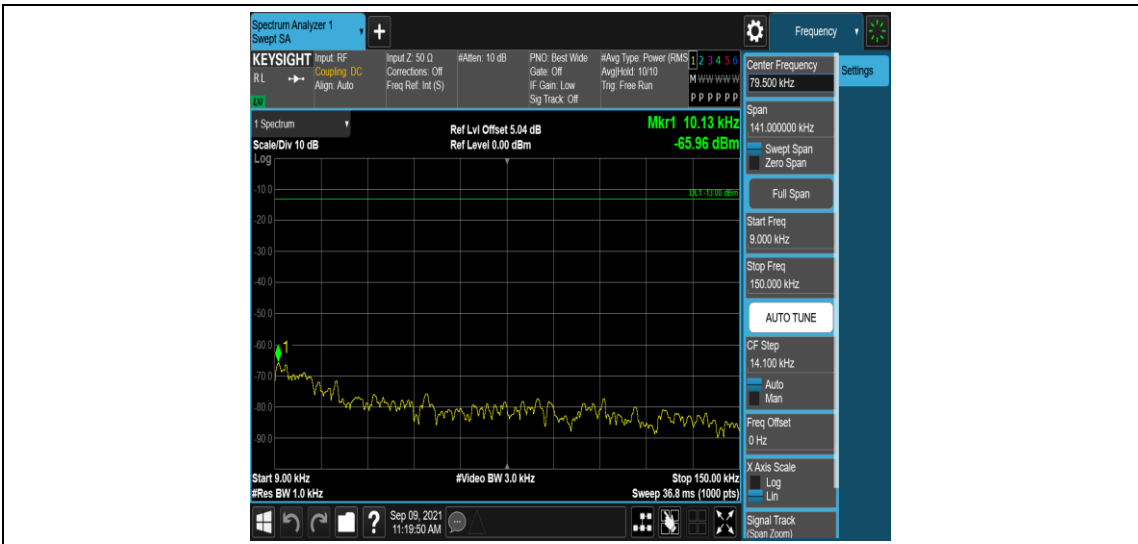 Spectrum Analyzer 1
Swept SA
+
Frequency
KEYSIGHT
RL
Input: RF
Coupling: DC
Align: Auto
Input Z: 50 Ω
Corrections: Off
Freq Ref: Int (S)
#Atten: 10 dB
PNO: Best Wide
Gate: Off
IF Gain: Low
Sig Track: Off
#Avg Type: Power (RMS
Avg|Hold: 10/10
Trig: Free Run
1 2 3 4 5 6
M W W W W W
P P P P P P
1 Spectrum
Scale/Div 10 dB
Log
Ref Lvl Offset 5.04 dB
Ref Level 0.00 dBm
Mkr1 10.13 kHz
-65.96 dBm
DL1 -13.00 dBm
-10.0
-20.0
-30.0
-40.0
-50.0
-60.0
1
-70.0
-80.0
-90.0
Start 9.00 kHz
#Res BW 1.0 kHz
#Video BW 3.0 kHz
Stop 150.00 kHz
Sweep 36.8 ms (1000 pts)
Center Frequency
79.500 kHz
Settings
Span
141.000000 kHz
Swept Span
Zero Span
Full Span
Start Freq
9.000 kHz
Stop Freq
150.000 kHz
AUTO TUNE
CF Step
14.100 kHz
Auto
Man
Freq Offset
0 Hz
X Axis Scale
Log
Lin
Signal Track
(Span Zoom)
?
Sep 09, 2021
11:19:50 AM